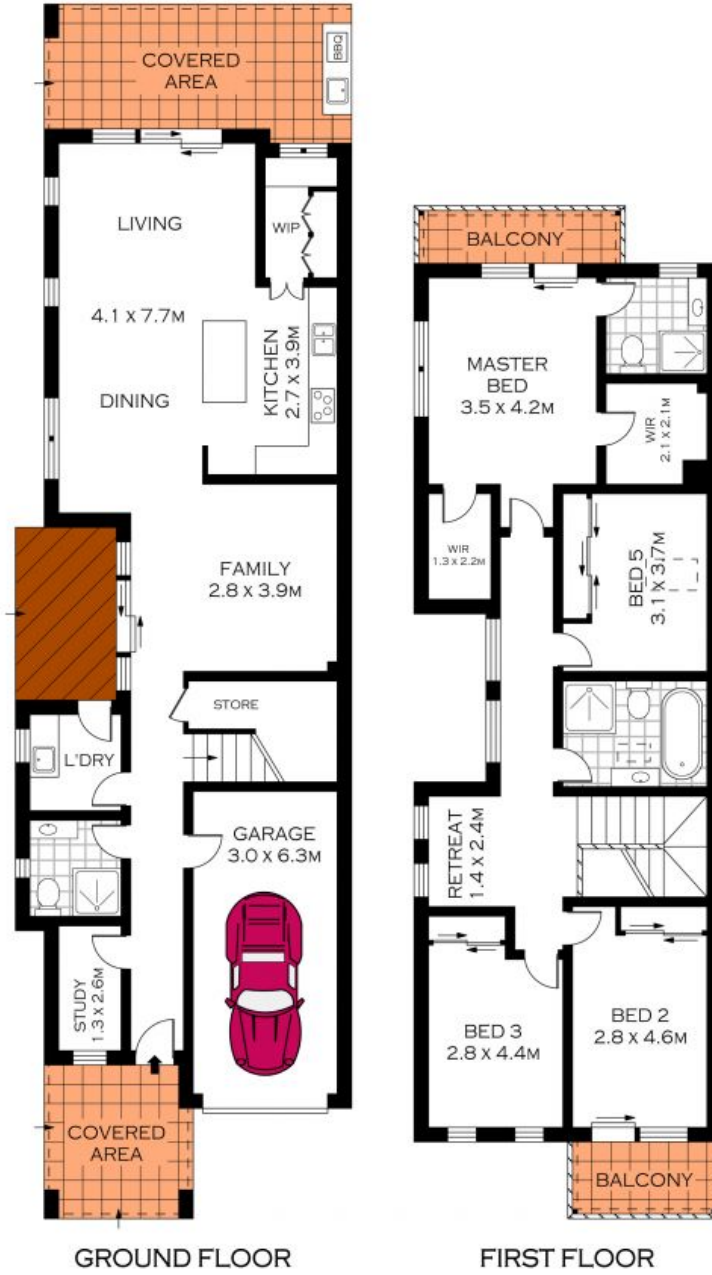 COVERED
AREA
BBQ
LIVING
WIP
4.1 X 7.7M
KITCHEN
2.7 X 3.9M
DINING
FAMILY
2.8 X 3.9M
STORE
L'DRY
GARAGE
3.0 X 6.3M
STUDY
1.3 X 2.6M
COVERED
AREA
GROUND FLOOR
BALCONY
MASTER
BED
3.5 X 4.2M
WIR
2.1 X 2.1M
WIR
1.3 X 2.2M
BED 5
3.1 X 3.7M
RETREAT
1.4 X 2.4M
BED 3
2.8 X 4.4M
BED 2
2.8 X 4.6M
BALCONY
FIRST FLOOR